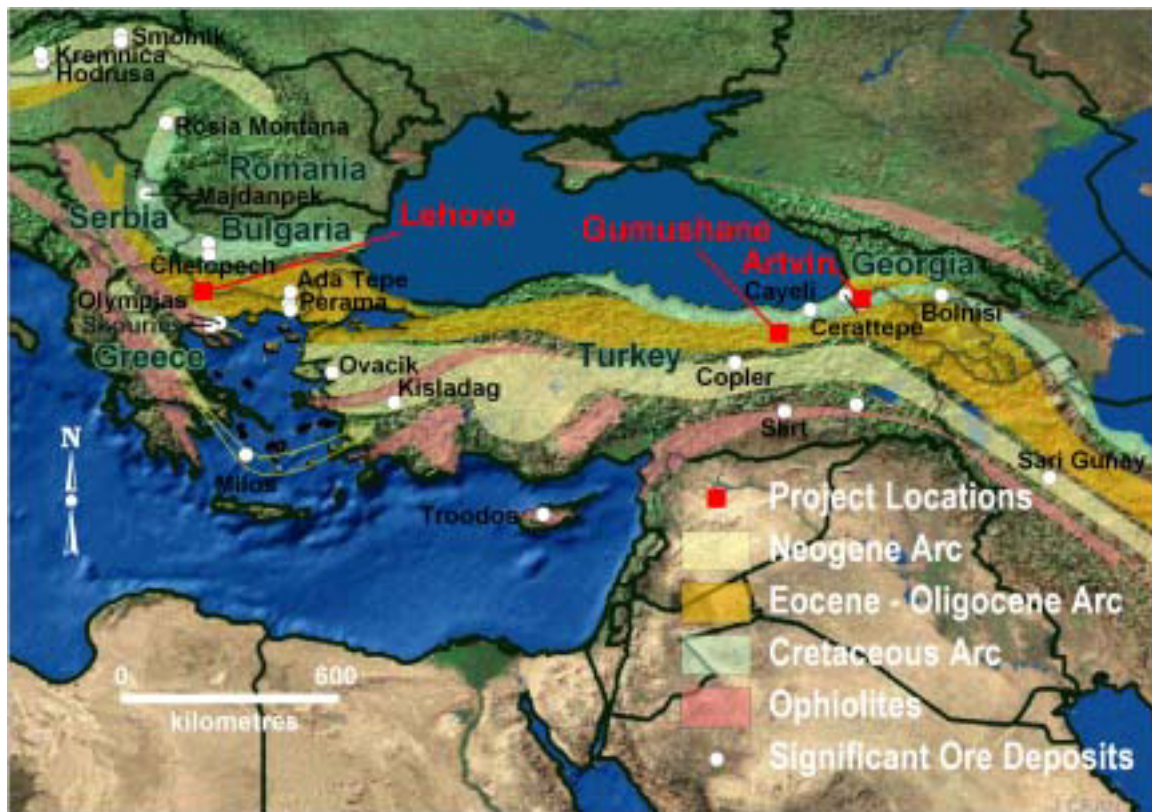 Smolnik
Kremnica
Hodrusa
Rosia Montana
Romania
Majdanpek
Serbia
Bulgaria
Lehovo
Chelopech
Gumushane
Artvin
Georgia
Ada Tepe
Perama
Olympias
Skouries
Cayeli
Cerattepe
Bolnisi
Greece
Ovacik
Kisladag
Turkey
Copler
Siirt
N
Milos
Sari Gunay
Troodos
Project Locations
Neogene Arc
Eocene - Oligocene Arc
Cretaceous Arc
Ophiolites
Significant Ore Deposits
0 600
kilometres